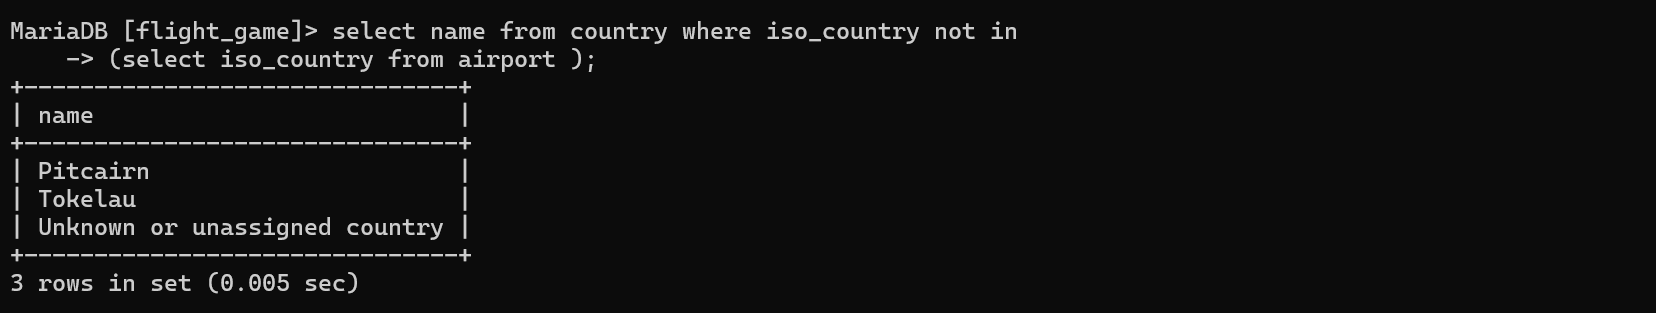 MariaDB [flight_game]> select name from country where iso_country not in
    -> (select iso_country from airport );
+------------------------------+
| name                         |
+------------------------------+
| Pitcairn                     |
| Tokelau                      |
| Unknown or unassigned country |
+------------------------------+
3 rows in set (0.005 sec)